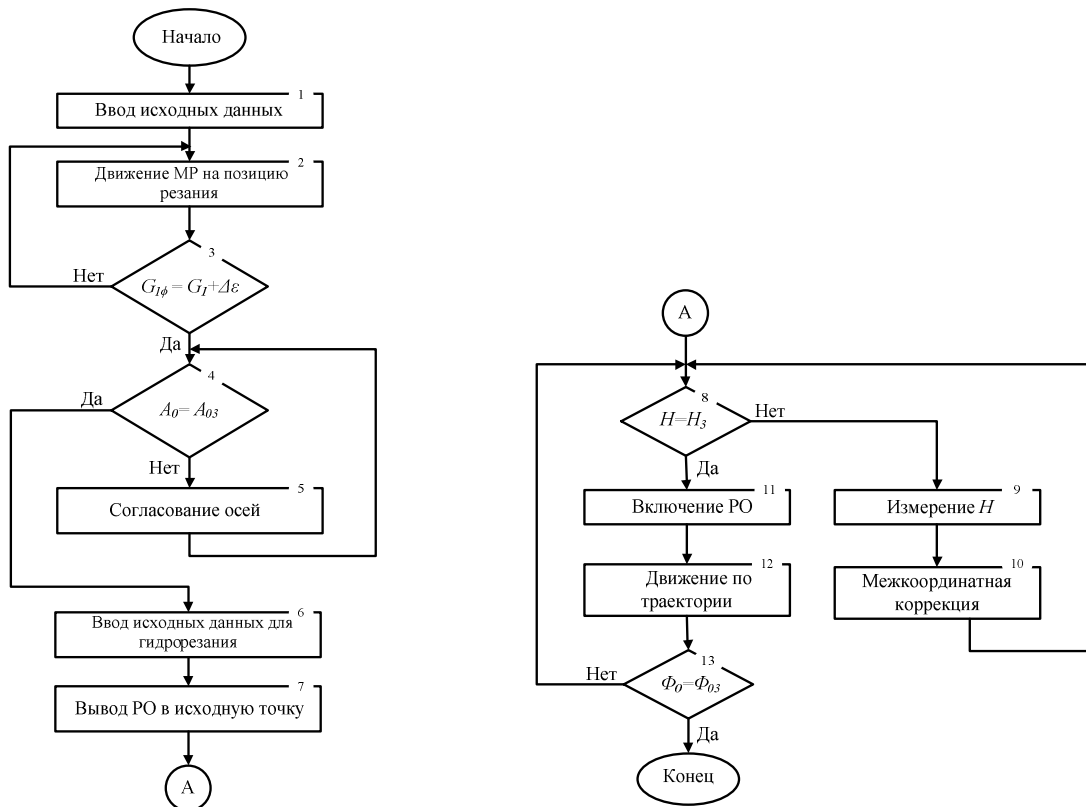 Начало
1
Ввод исходных данных
2
Движение МР на позицию
резания
3
Нет
G1ф = G1+Δε
Да
4
Да
A0= A03
Нет
5
Согласование осей
6
Ввод исходных данных для
гидрорезания
7
Вывод РО в исходную точку
А
А
8
Нет
H=H3
Да
11
Включение РО
9
Измерение H
12
Движение по
траектории
10
Межкоординатная
коррекция
13
Нет
Ф0=Ф03
Да
Конец